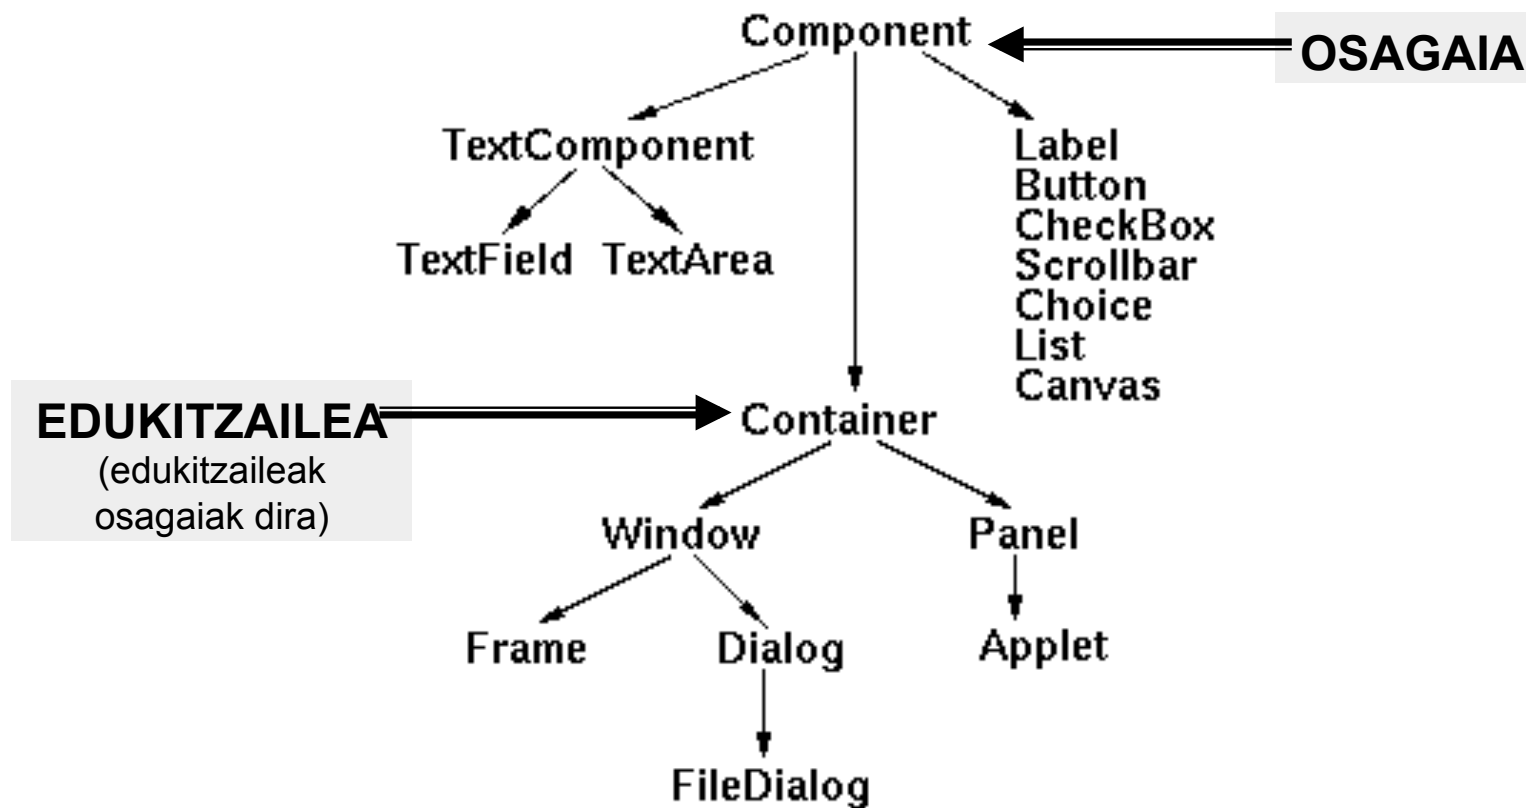 Component
OSAGAIA
TextComponent
Label
Button
CheckBox
TextField TextArea
Scrollbar
Choice
List
Canvas
EDUKITZAILEA
(edukitzaileak
osagaiak dira)
Container
Window
Panel
Frame
Dialog
Applet
FileDialog